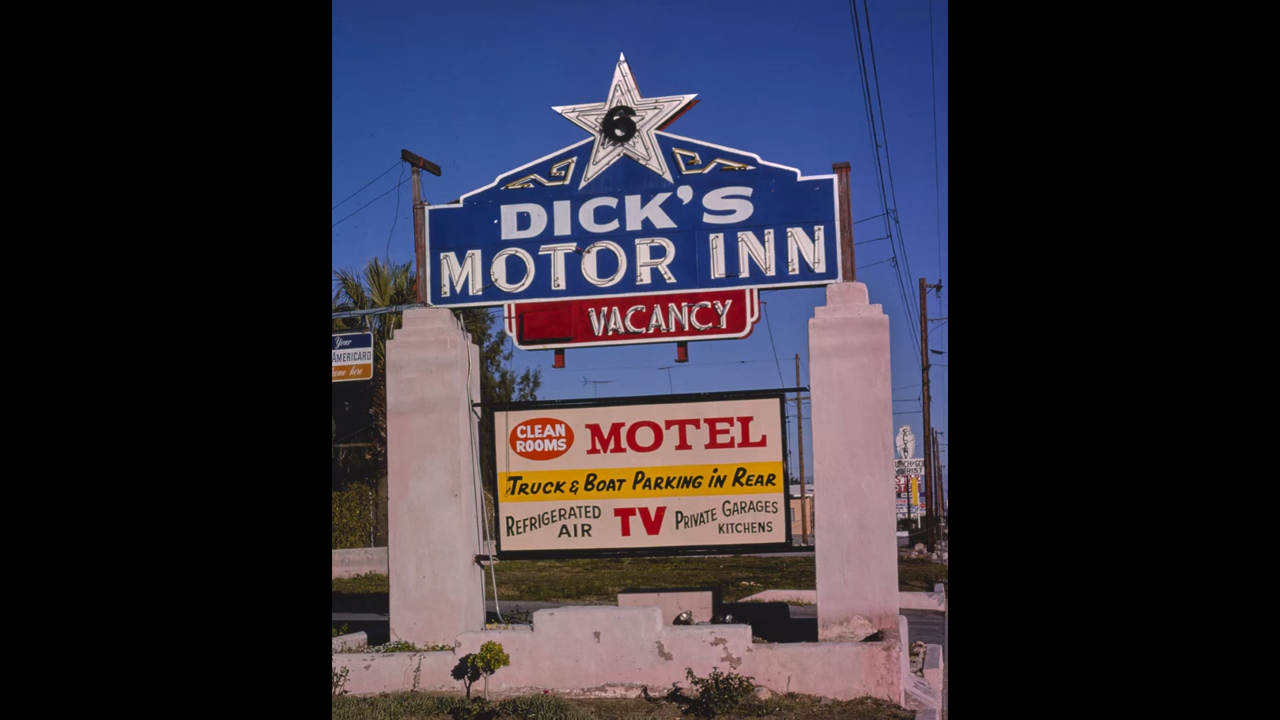 6
DICK'S
MOTOR INN
VACANCY
Your
AMERICARD
CLEAN
ROOMS
MOTEL
TRUCK & BOAT PARKING iN REAR
REFRIGERATED
AIR
TV
PRIVATE GARAGES
KITCHENS